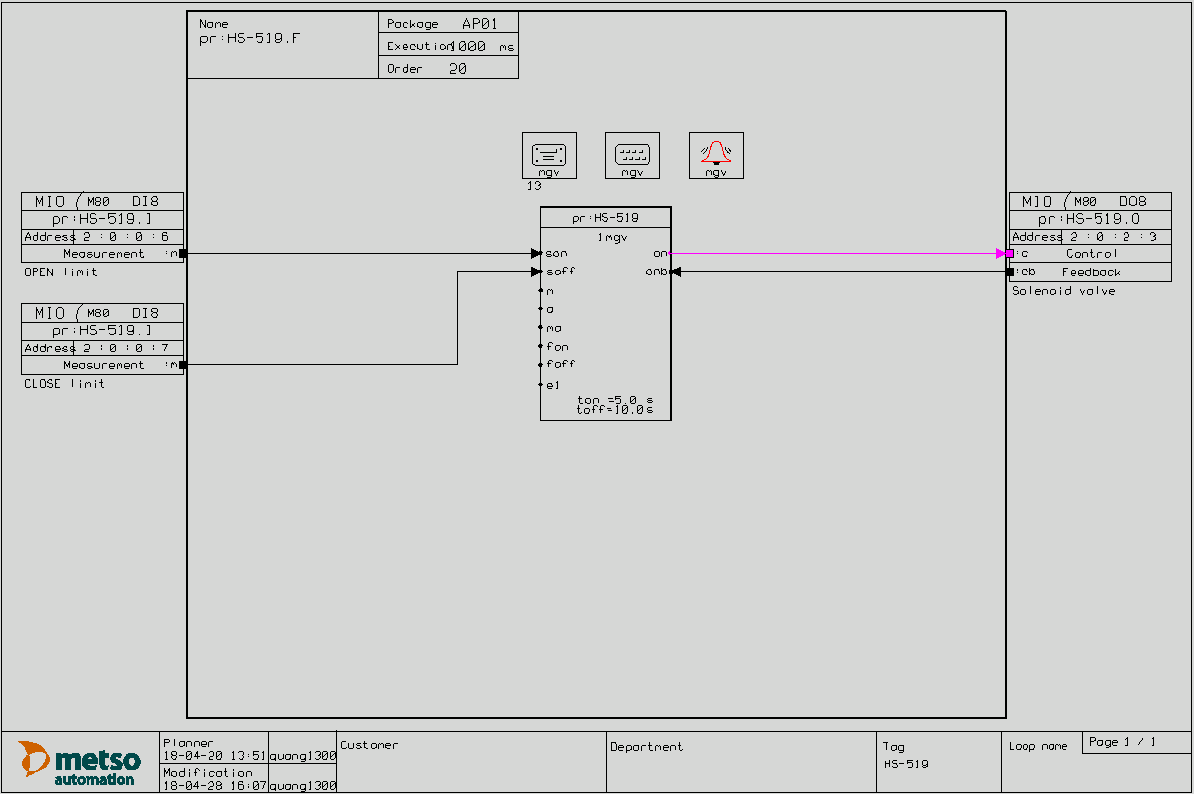 Name
pr:HS-519.F
Package AP01
Execution 1000 ms
Order 20
mgv
13
mgv
mgv
MIO ( M80 DI8
pr:HS-519.I
Address 2 : 0 : 0 : 6
Measurement :m
OPEN limit
MIO ( M80 DI8
pr:HS-519.I
Address 2 : 0 : 0 : 7
Measurement :m
CLOSE limit
pr:HS-519
1mgv
son on
soff onb
m
a
ma
fon
foff
e1
ton =5.0 s
toff=10.0s
MIO ( M80 DO8
pr:HS-519.O
Address 2 : 0 : 2 : 3
:c Control
:cb Feedback
Solenoid valve
metso
automation
Planner
18-04-20 13:51 quang1300
Modification
18-04-28 16:07 quang1300
Customer
Department
Tag
HS-519
Loop name
Page 1 / 1